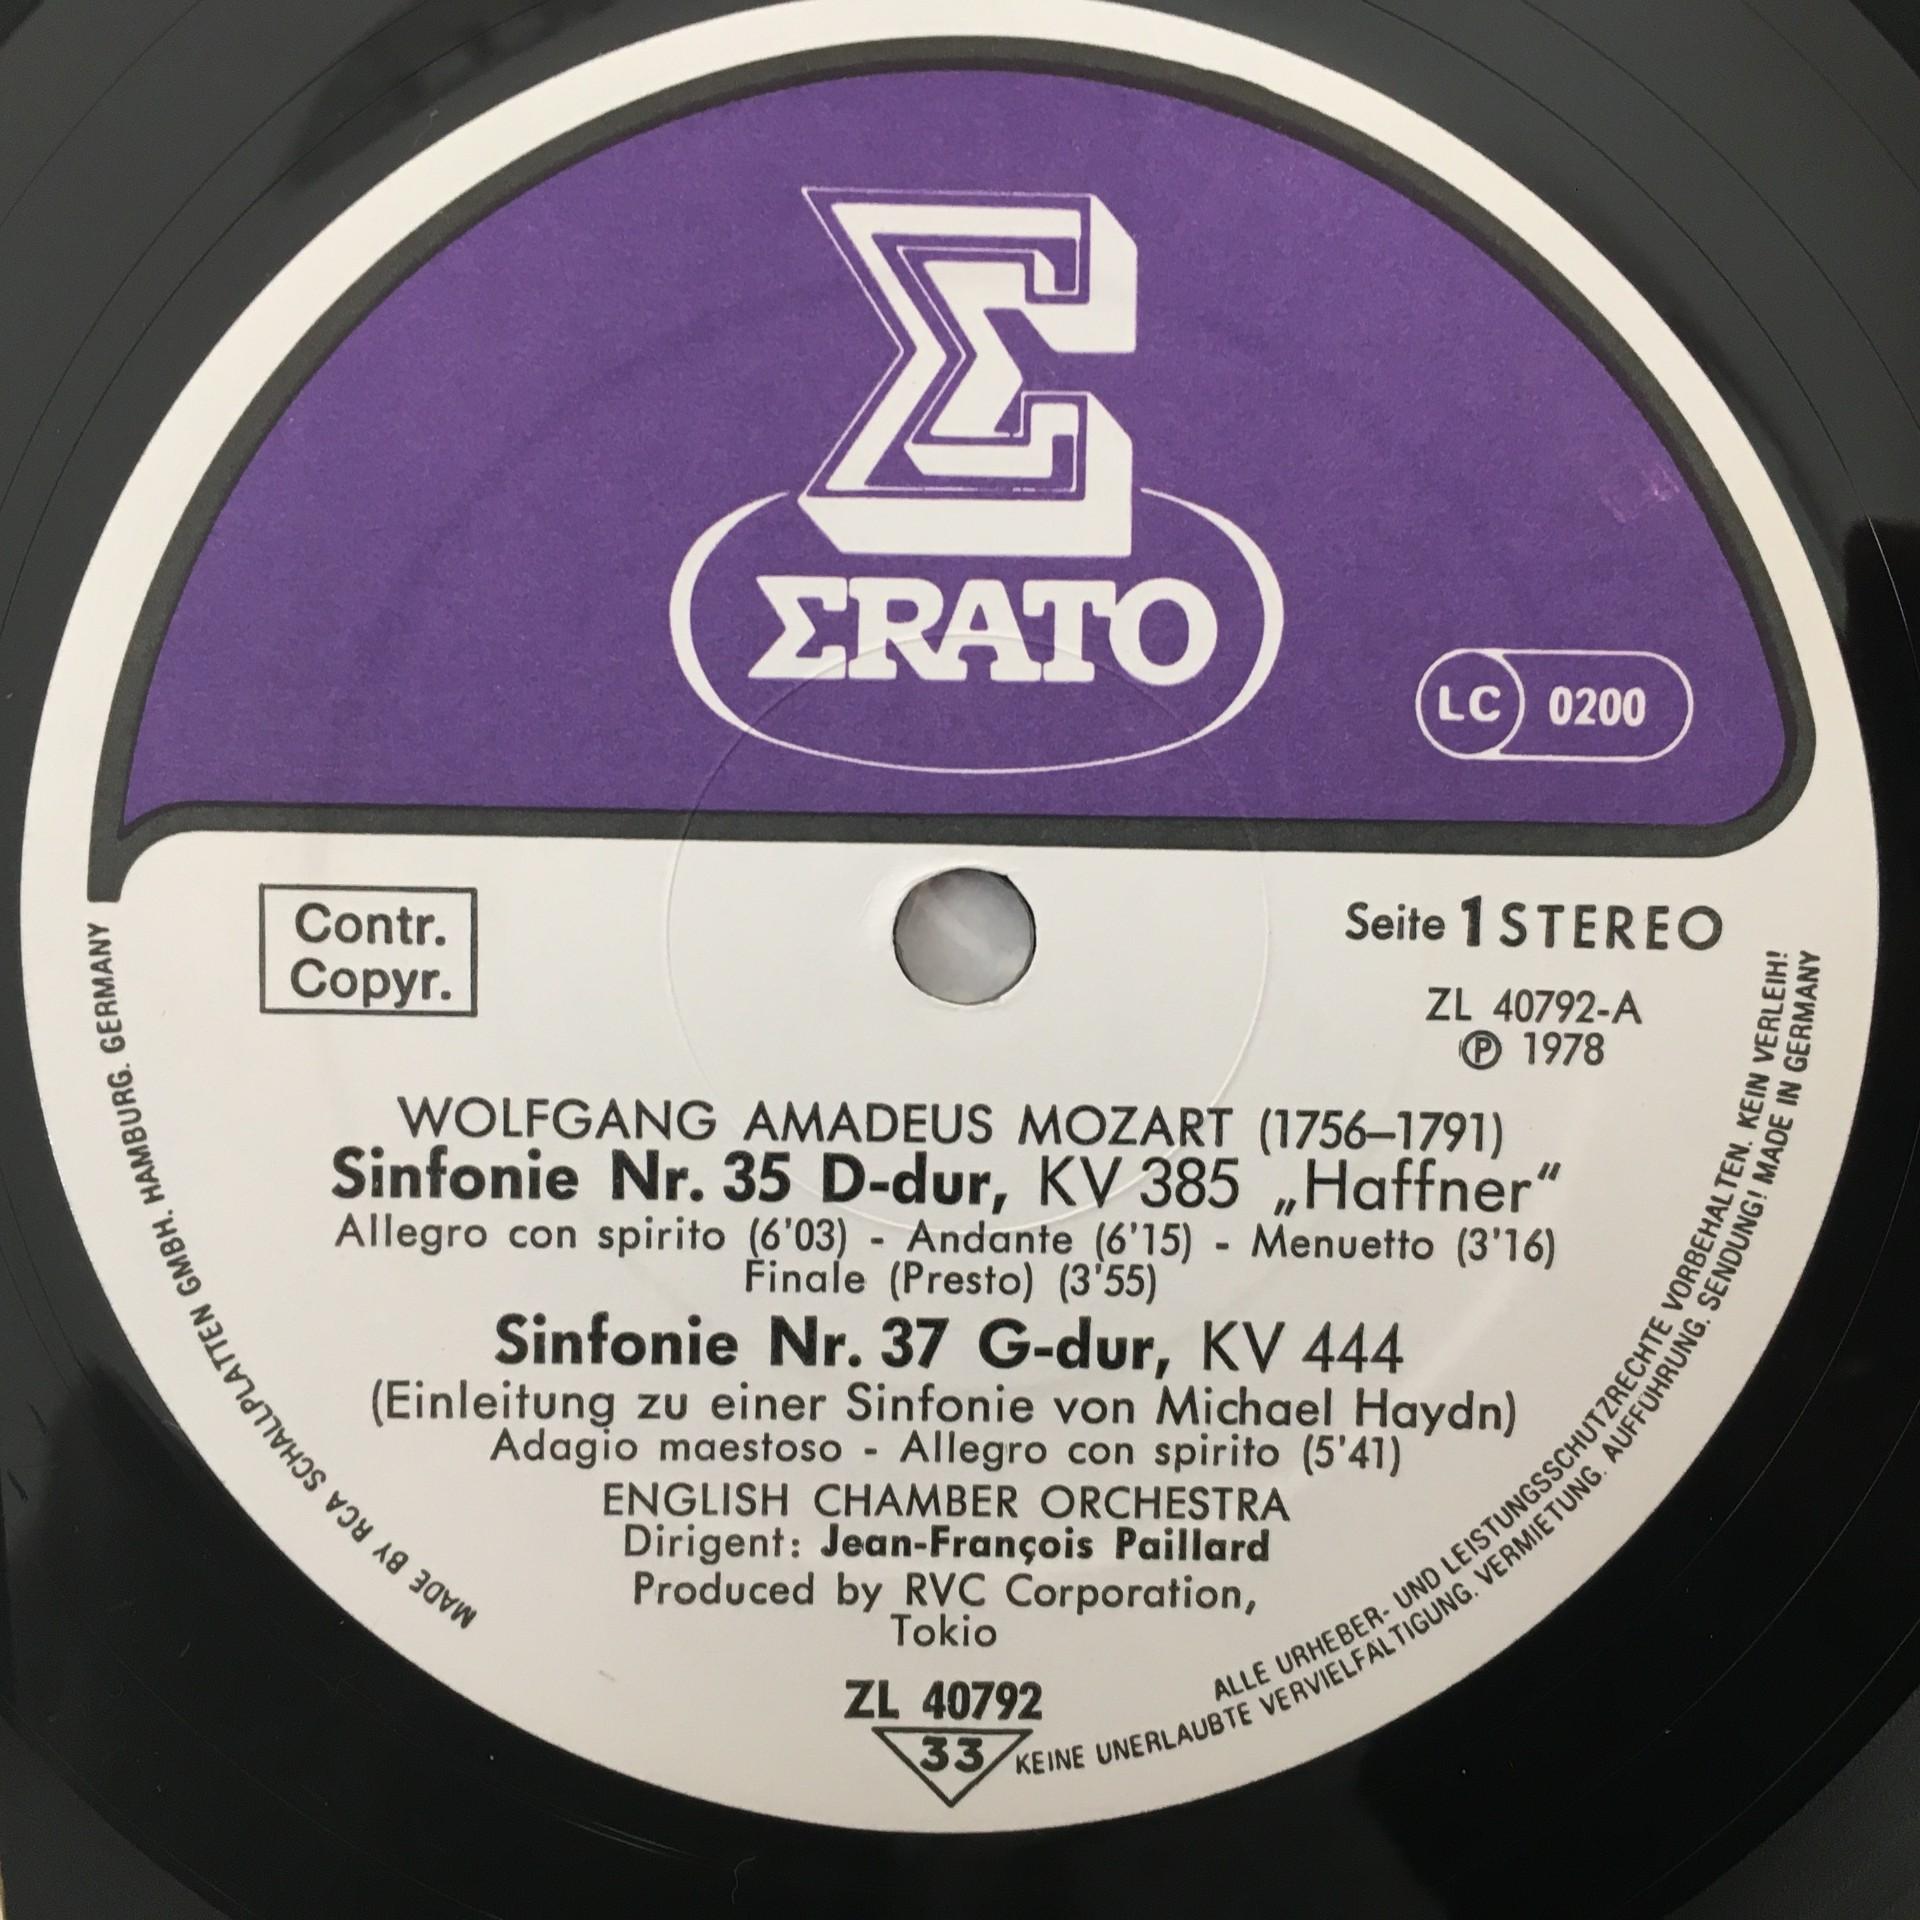 Σ
ΣRATO
LC 0200
Contr.
Copyr.
Seite 1 STEREO
ZL 40792-A
Ⓟ 1978
WOLFGANG AMADEUS MOZART (1756–1791)
Sinfonie Nr. 35 D-dur, KV 385 „Haffner“
Allegro con spirito (6'03) - Andante (6'15) - Menuetto (3'16)
Finale (Presto) (3'55)
Sinfonie Nr. 37 G-dur, KV 444
(Einleitung zu einer Sinfonie von Michael Haydn)
Adagio maestoso - Allegro con spirito (5'41)
ENGLISH CHAMBER ORCHESTRA
Dirigent: Jean-François Paillard
Produced by RVC Corporation,
Tokio
ZL 40792
33
MADE BY RCA SCHALLPLATTEN GMBH. HAMBURG. GERMANY
ALLE URHEBER- UND LEISTUNGSSCHUTZRECHTE VORBEHALTEN. KEIN VERLEIH!
KEINE UNERLAUBTE VERVIELFÄLTIGUNG. VERMIETUNG. AUFFÜHRUNG. SENDUNG! MADE IN GERMANY